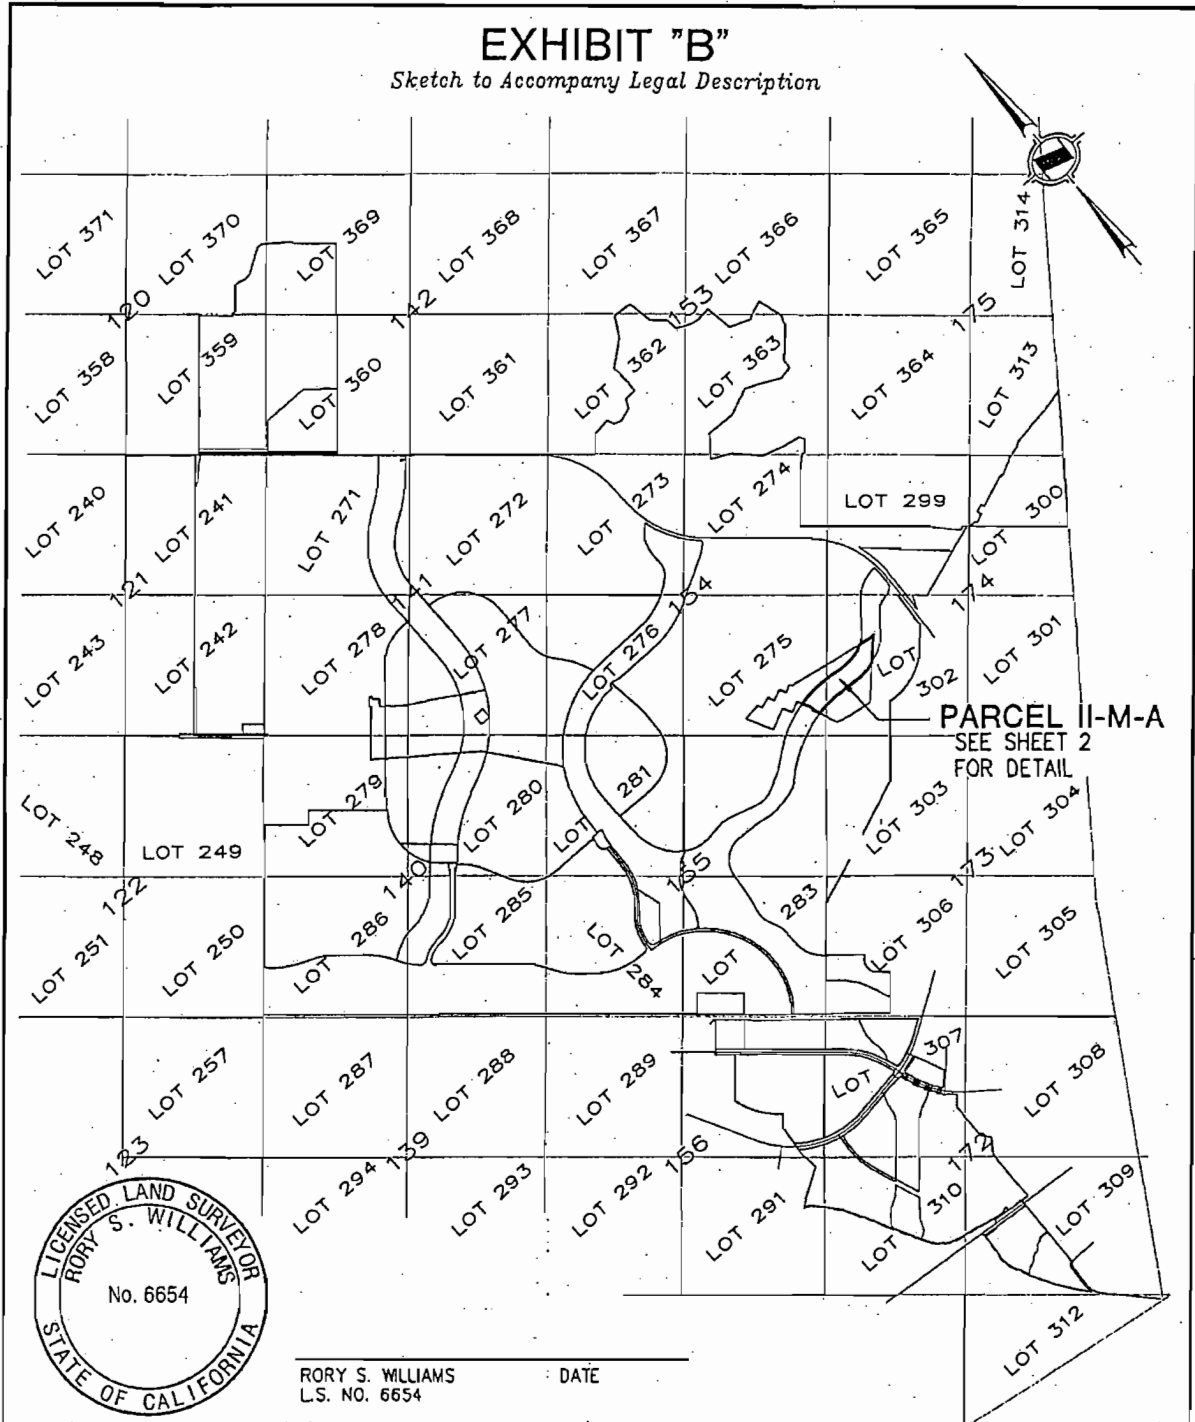 EXHIBIT "B"
Sketch to Accompany Legal Description
LOT 371
LOT 370
LOT 369
LOT 368
LOT 367
LOT 366
LOT 365
LOT 314
120
142
153
175
LOT 358
LOT 359
LOT 360
LOT 361
LOT 362
LOT 363
LOT 364
LOT 313
LOT 240
LOT 241
LOT 271
LOT 272
LOT 273
LOT 274
LOT 299
LOT 300
121
141
154
174
LOT 243
LOT 242
LOT 278
LOT 277
LOT 276
LOT 275
LOT 302
LOT 301
PARCEL II-M-A
SEE SHEET 2
FOR DETAIL
LOT 248
LOT 249
LOT 279
LOT 280
LOT 281
LOT 303
LOT 304
122
140
155
173
LOT 251
LOT 250
LOT 286
LOT 285
LOT 284
LOT 283
LOT 306
LOT 305
LOT 257
LOT 287
LOT 288
LOT 289
LOT 307
LOT 308
123
139
156
172
LOT 294
LOT 293
LOT 292
LOT 291
LOT 310
LOT 309
LOT 312
LICENSED LAND SURVEYOR
RORY S. WILLIAMS
No. 6654
STATE OF CALIFORNIA
RORY S. WILLIAMS DATE
L.S. NO. 6654